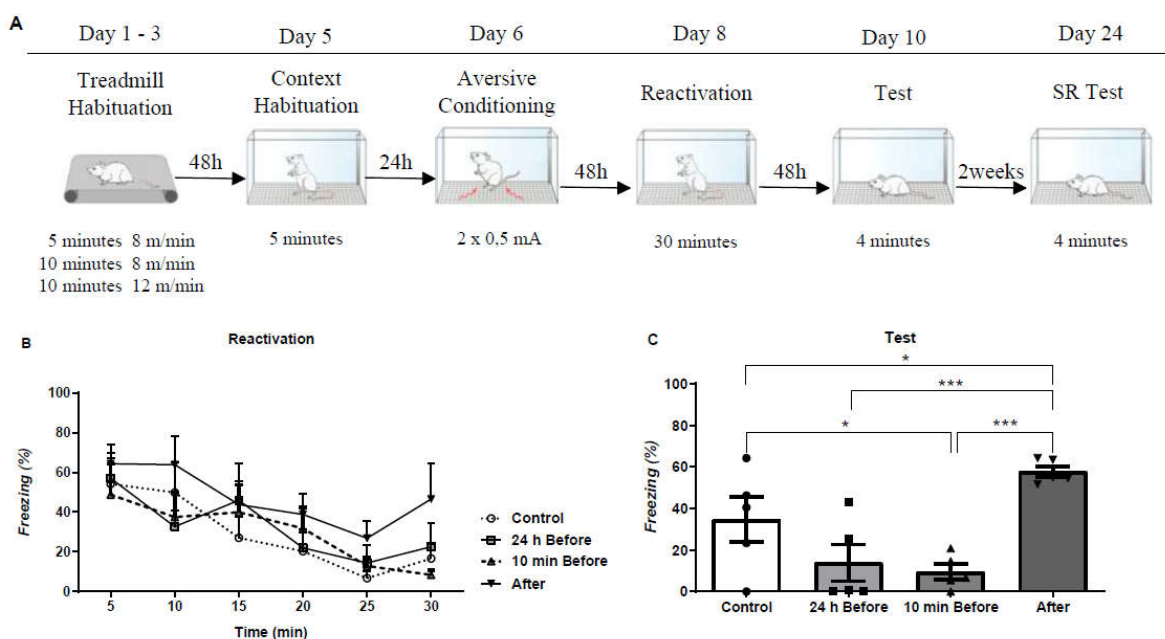 A
Day 1 - 3 Day 5 Day 6 Day 8 Day 10 Day 24
Treadmill Habituation
Context Habituation
Aversive Conditioning
Reactivation
Test
SR Test
48h 24h 48h 48h 2weeks
5 minutes 8 m/min
10 minutes 8 m/min
10 minutes 12 m/min
5 minutes
2 x 0,5 mA
30 minutes
4 minutes
4 minutes
B
Reactivation
Freezing (%)
100
80
60
40
20
0
5 10 15 20 25 30
Time (min)
Control
24 h Before
10 min Before
After
C
Test
*
***
* ***
Freezing (%)
100
80
60
40
20
0
Control 24 h Before 10 min Before After